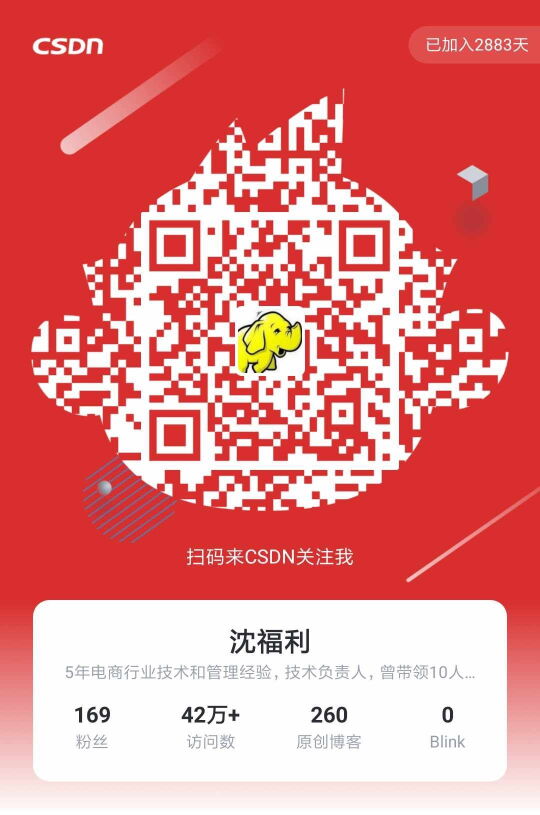 CSDN
已加入2883天
扫码来CSDN关注我
沈福利
5年电商行业技术和管理经验，技术负责人，曾带领10人...
169 42万+ 260 0
粉丝 访问数 原创博客 Blink